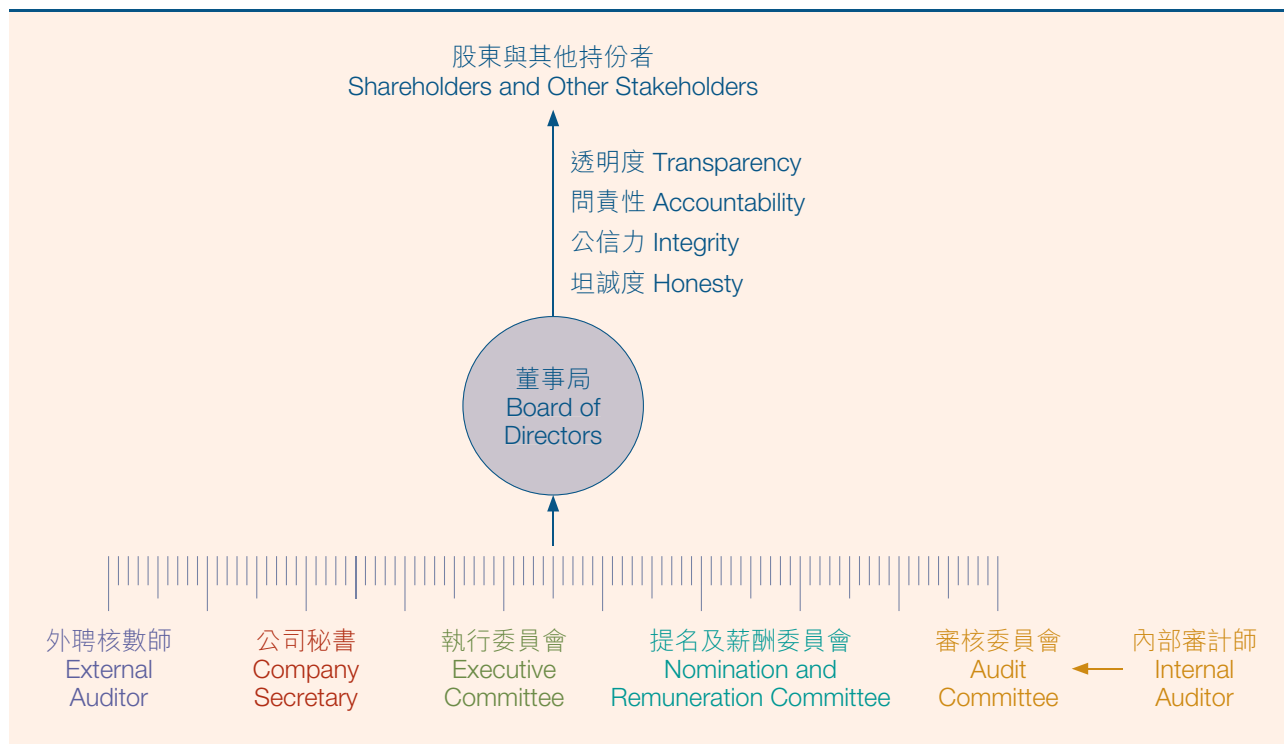 股東與其他持份者
Shareholders and Other Stakeholders
透明度 Transparency
問責性 Accountability
公信力 Integrity
坦誠度 Honesty
董事局
Board of
Directors
外聘核數師
External
Auditor
公司秘書
Company
Secretary
執行委員會
Executive
Committee
提名及薪酬委員會
Nomination and
Remuneration Committee
審核委員會
Audit
Committee
內部審計師
Internal
Auditor